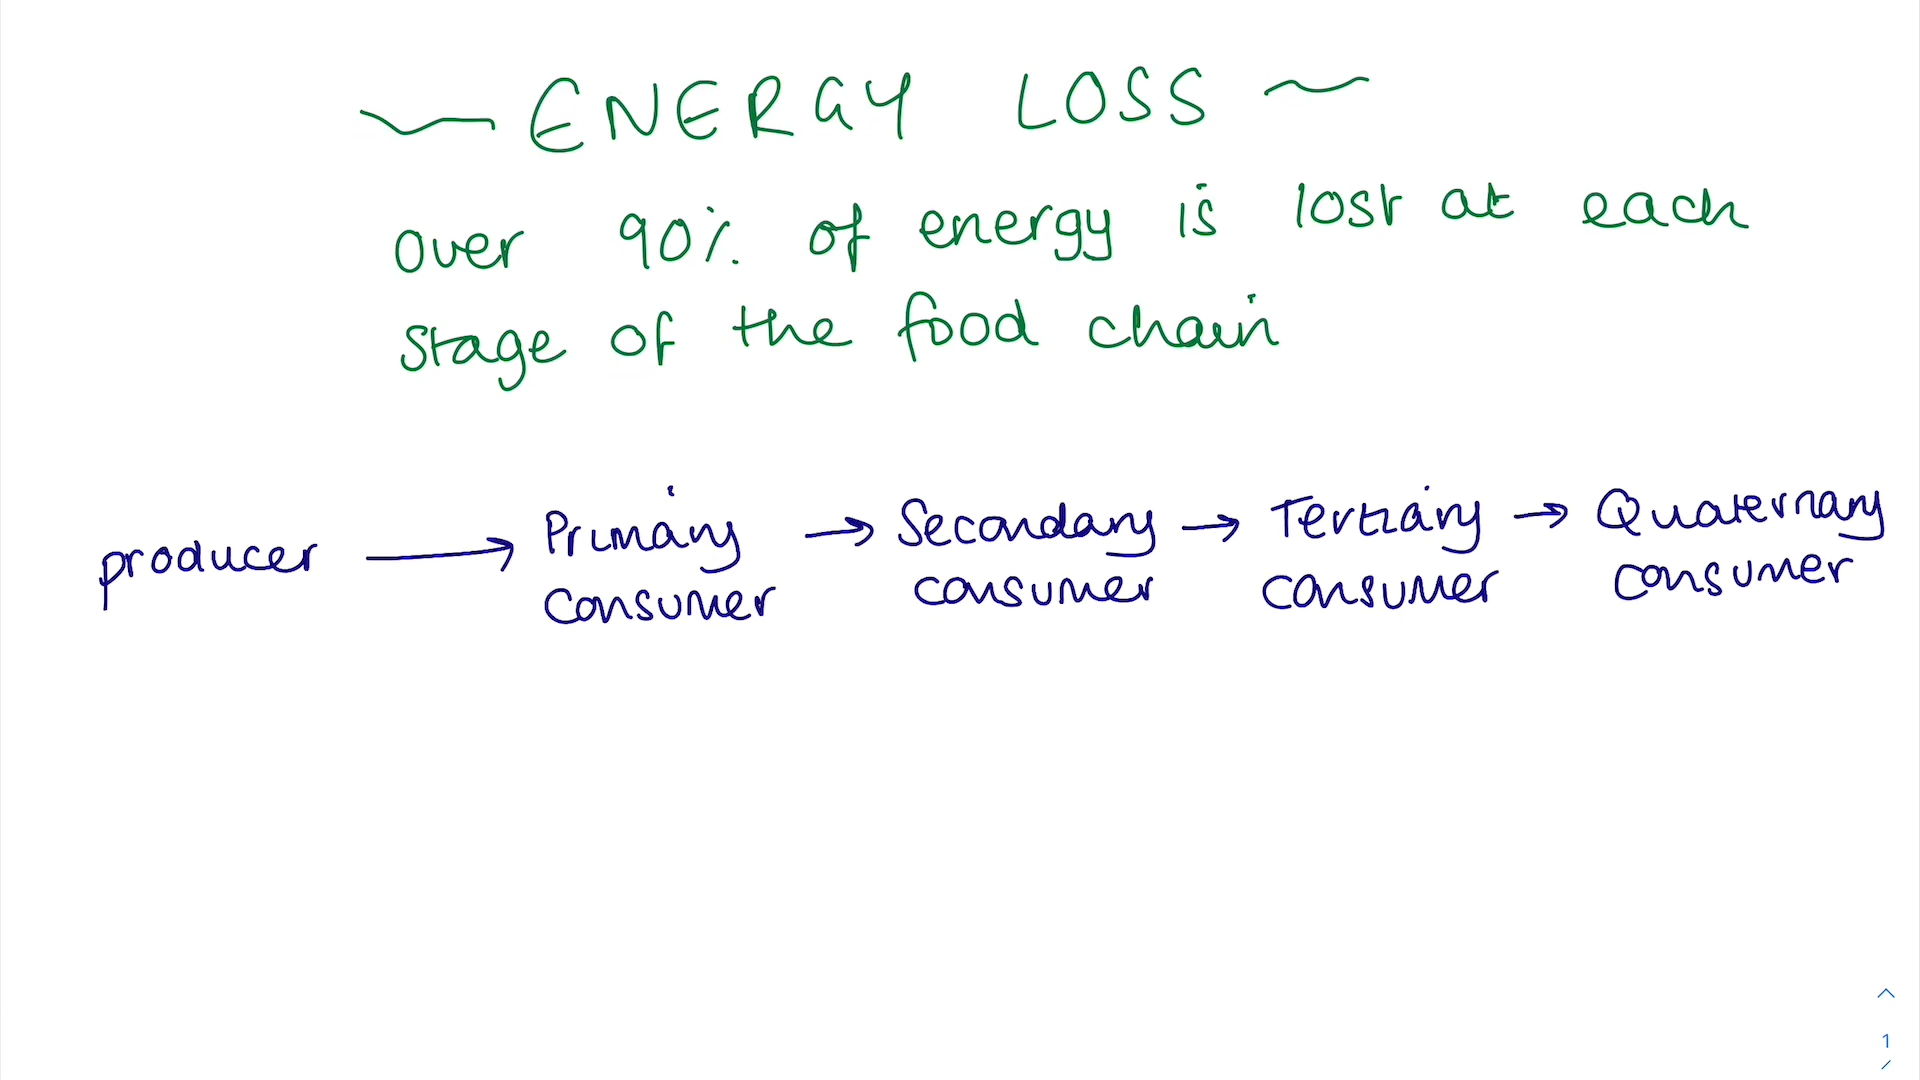 ~ ENERGY LOSS ~
over 90% of energy is lost at each
stage of the food chain
producer → Primary consumer → Secondary consumer → Tertiary consumer → Quaternary consumer
1